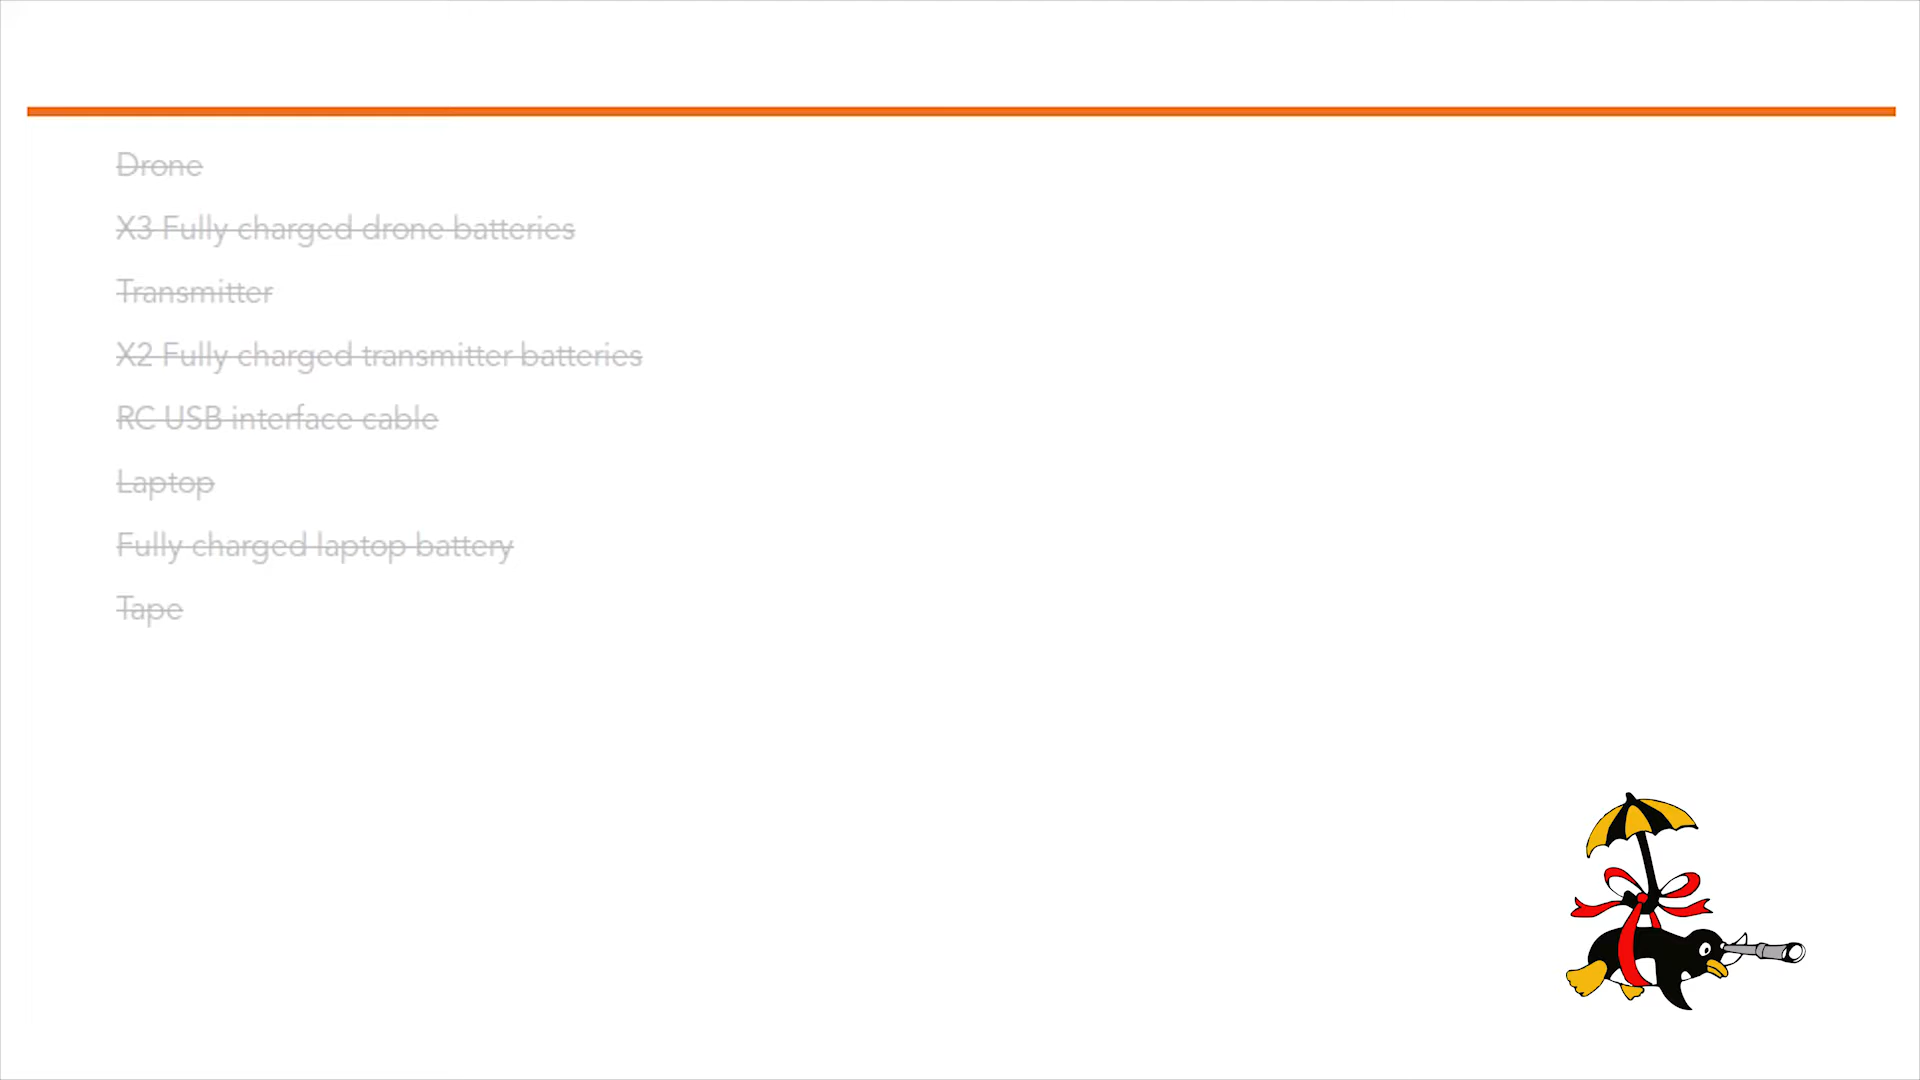 Drone
X3 Fully charged drone batteries
Transmitter
X2 Fully charged transmitter batteries
RC USB interface cable
Laptop
Fully charged laptop battery
Tape